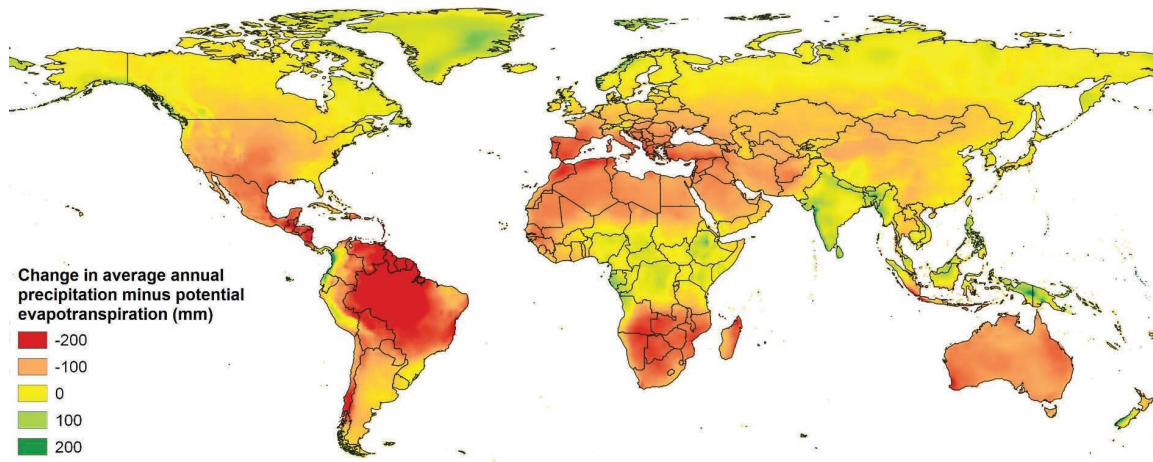 Change in average annual
precipitation minus potential
evapotranspiration (mm)
-200
-100
0
100
200